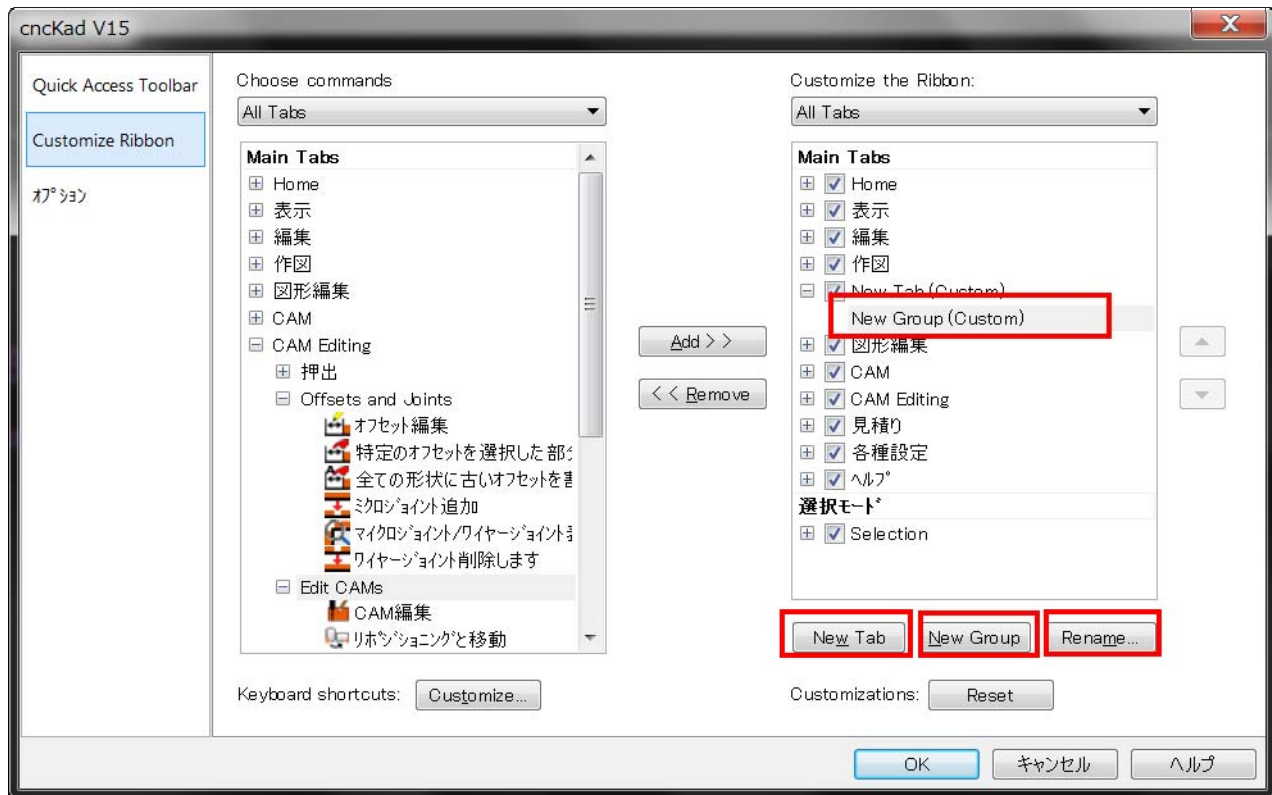 cncKad V15
Quick Access Toolbar
Customize Ribbon
ｵﾌﾟｼｮﾝ
Choose commands
All Tabs
Main Tabs
Home
表示
編集
作図
図形編集
CAM
CAM Editing
押出
Offsets and Joints
ｵﾌｾｯﾄ編集
特定のｵﾌｾｯﾄを選択した部
全ての形状に古いｵﾌｾｯﾄを書
ﾐｸﾛｼﾞｮｲﾝﾄ追加
ﾏｲｸﾛｼﾞｮｲﾝﾄ/ﾜｲﾔｰｼﾞｮｲﾝﾄ
ﾜｲﾔｰｼﾞｮｲﾝﾄ削除します
Edit CAMs
CAM編集
ﾘﾎﾟｼﾞｼｮﾆﾝｸﾞと移動
Keyboard shortcuts:
Customize...
Add >>
<< Remove
Customize the Ribbon:
All Tabs
Main Tabs
Home
表示
編集
作図
New Tab (Custom)
New Group (Custom)
図形編集
CAM
CAM Editing
見積り
各種設定
ﾍﾙﾌﾟ
選択ﾓｰﾄﾞ
Selection
New Tab
New Group
Rename...
Customizations:
Reset
OK
キャンセル
ヘルプ